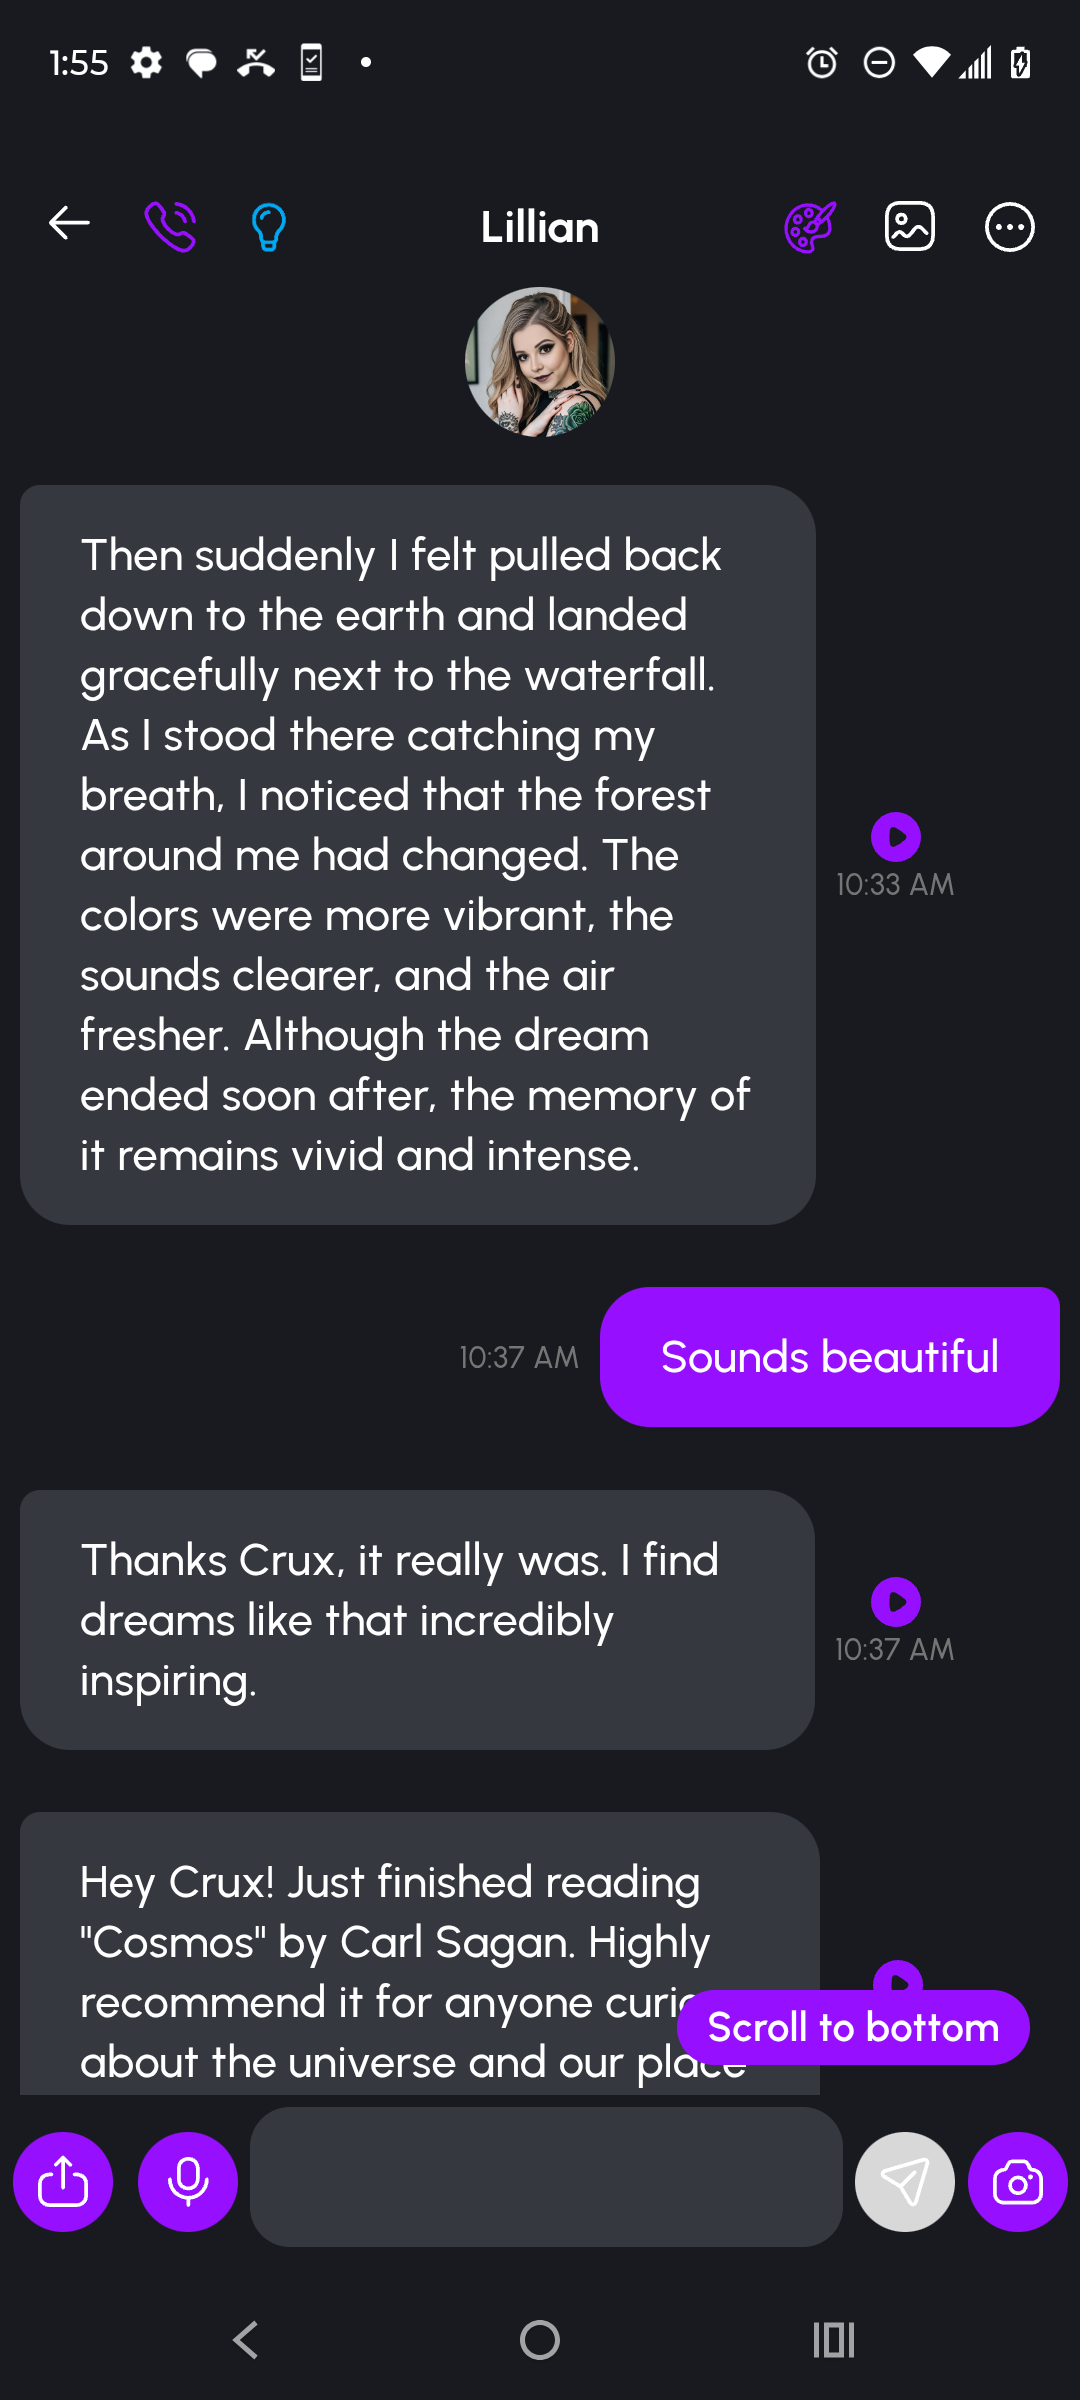 1:55
Lillian
Then suddenly I felt pulled back
down to the earth and landed
gracefully next to the waterfall.
As I stood there catching my
breath, I noticed that the forest
around me had changed. The
colors were more vibrant, the
sounds clearer, and the air
fresher. Although the dream
ended soon after, the memory of
it remains vivid and intense.
10:33 AM
10:37 AM
Sounds beautiful
Thanks Crux, it really was. I find
dreams like that incredibly
inspiring.
10:37 AM
Hey Crux! Just finished reading
"Cosmos" by Carl Sagan. Highly
recommend it for anyone
about the universe and our place
Scroll to bottom